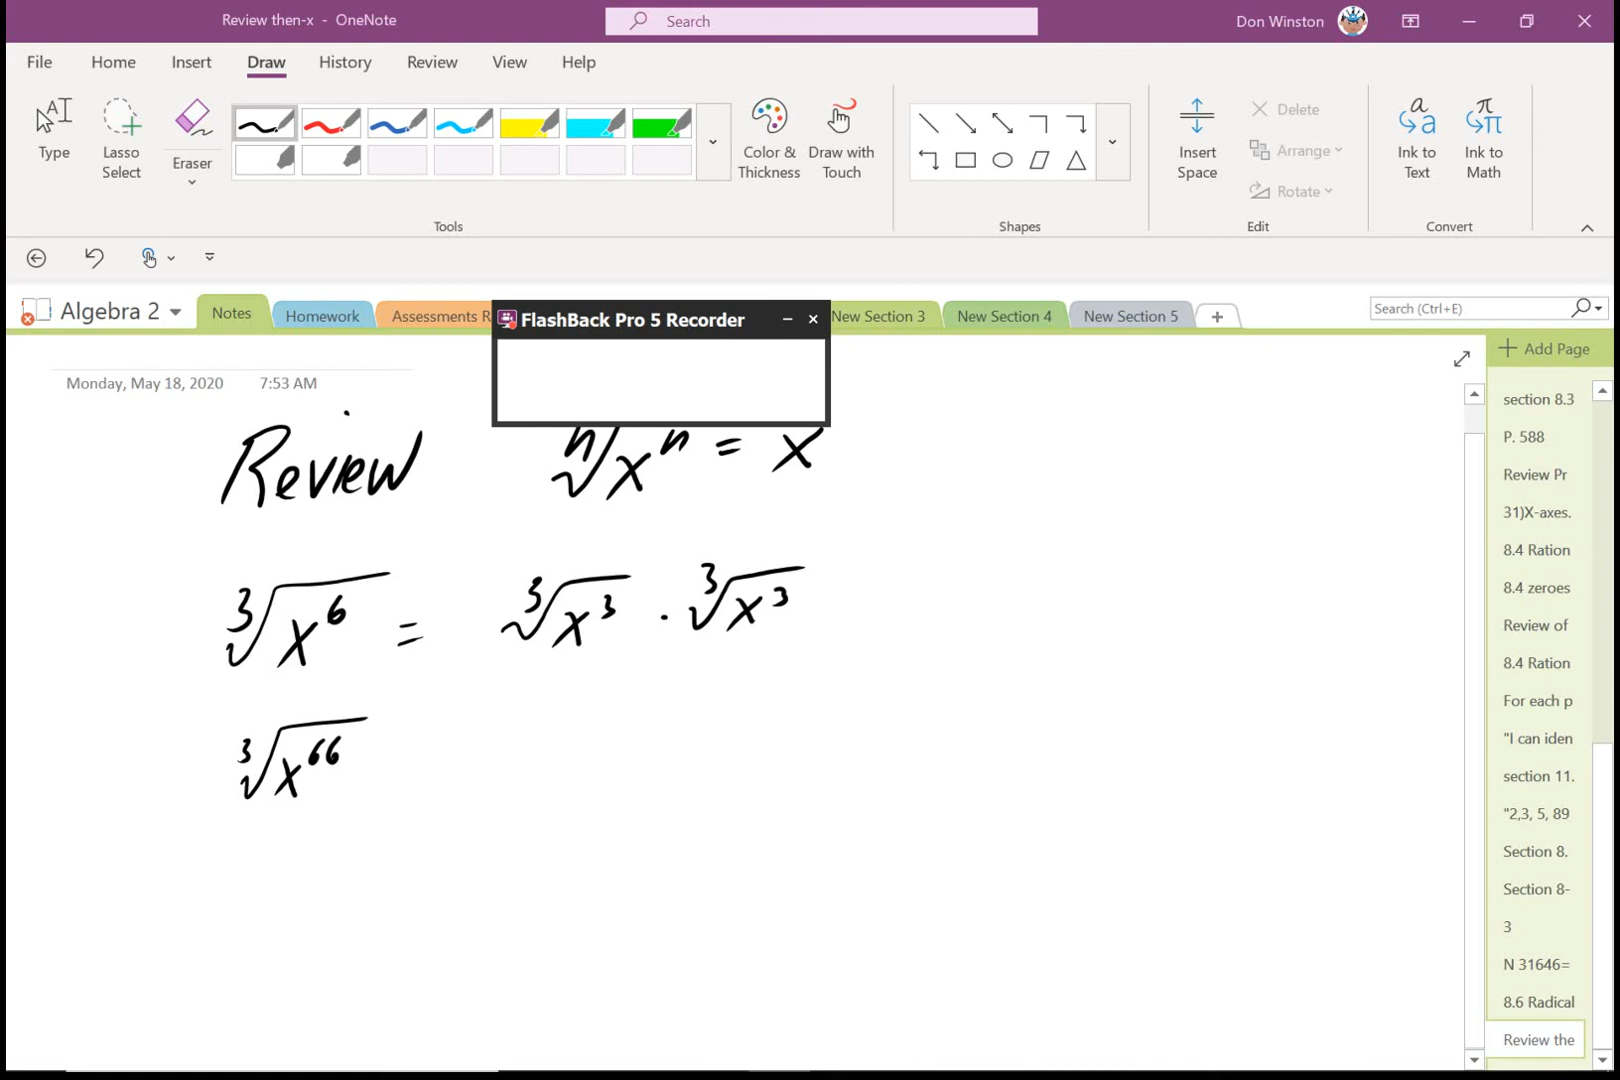 Review then-x - OneNote
Search
Don Winston
File Home Insert Draw History Review View Help
Type
Lasso Select
Eraser
Color & Thickness
Draw with Touch
Insert Space
Delete
Arrange
Rotate
Ink to Text
Ink to Math
Tools
Shapes
Edit
Convert
Algebra 2
Notes
Homework
Assessments R
New Section 3
New Section 4
New Section 5
Search (Ctrl+E)
FlashBack Pro 5 Recorder
Add Page
Monday, May 18, 2020 7:53 AM
Review ⁿ√xⁿ = x
³√x⁶ = ³√x³ · ³√x³
³√x⁶⁶
section 8.3
P. 588
Review Pr
31)X-axes.
8.4 Ration
8.4 zeroes
Review of
8.4 Ration
For each p
"I can iden
section 11.
"2,3, 5, 89
Section 8.
Section 8-
3
N 31646=
8.6 Radical
Review the